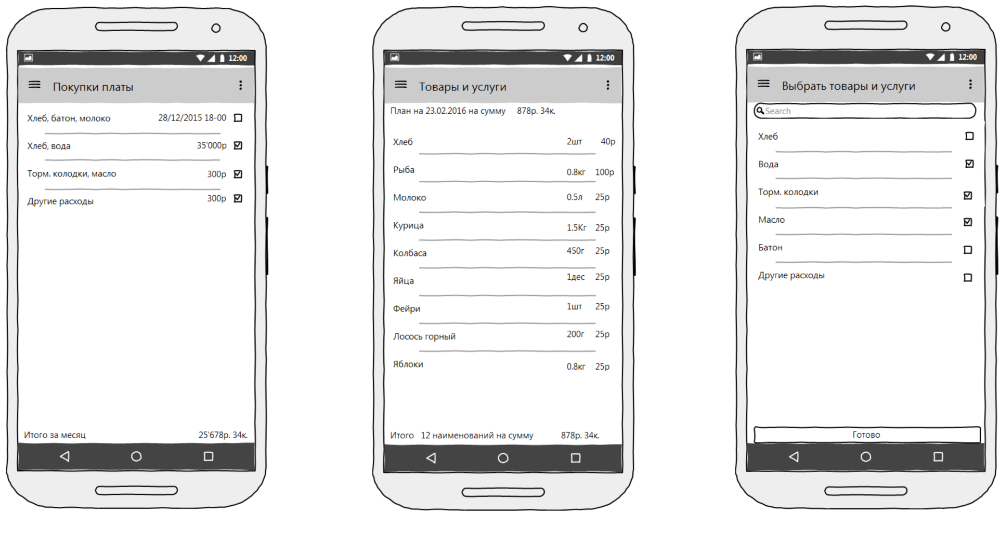 12:00
Покупки платы
Хлеб, батон, молоко 28/12/2015 18-00
Хлеб, вода 35'000р
Торм. колодки, масло 300р
Другие расходы 300р
Итого за месяц 25'678р. 34к.
12:00
Товары и услуги
План на 23.02.2016 на сумму 878р. 34к.
Хлеб 2шт 40р
Рыба 0.8кг 100р
Молоко 0.5л 25р
Курица 1.5Кг 25р
Колбаса 450г 25р
Яйца 1дес 25р
Фейри 1шт 25р
Лосось горный 200г 25р
Яблоки 0.8кг 25р
Итого 12 наименований на сумму 878р. 34к.
12:00
Выбрать товары и услуги
Search
Хлеб
Вода
Торм. колодки
Масло
Батон
Другие расходы
Готово